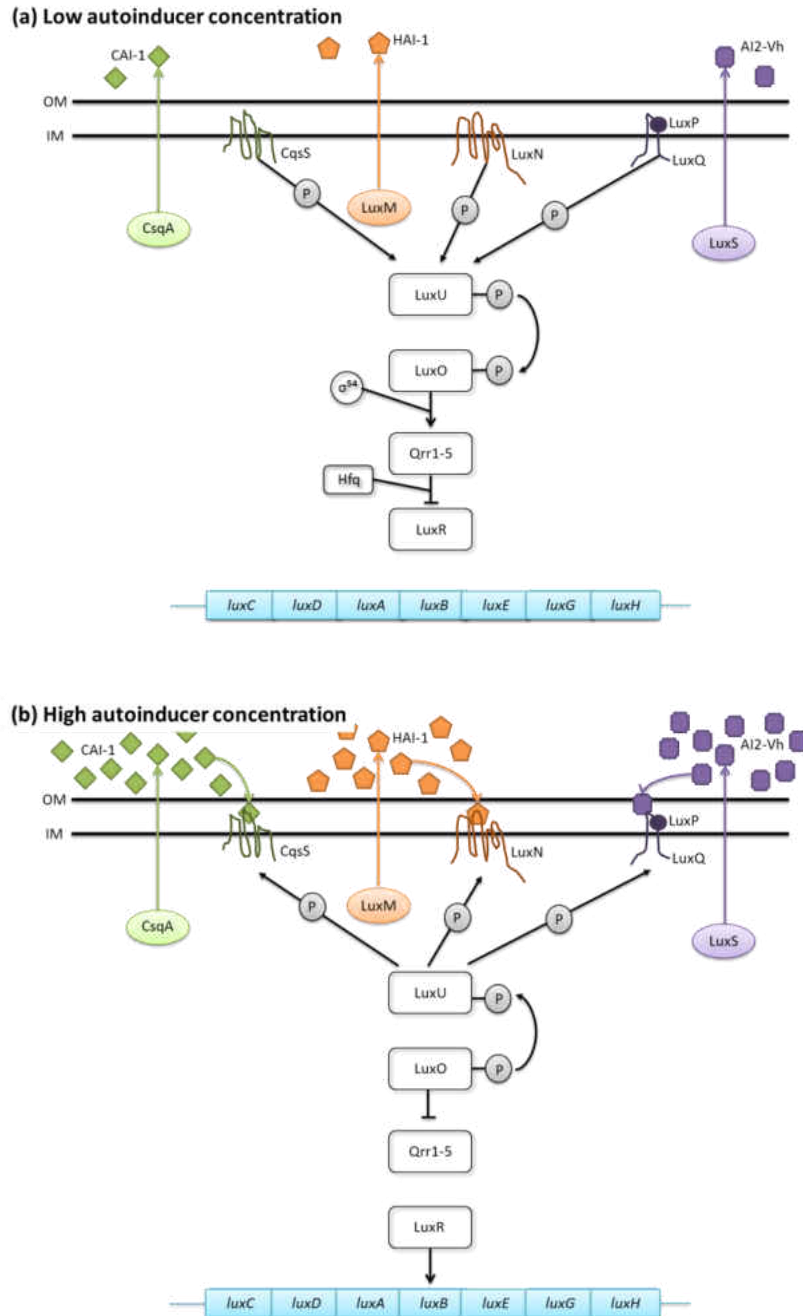 (a) Low autoinducer concentration
CAI-1
HAI-1
AI2-Vh
OM
IM
CqsS
LuxN
LuxP
LuxQ
P
P
P
CsqA
LuxM
LuxS
LuxU
P
LuxO
P
σ54
Qrr1-5
Hfq
LuxR
luxC luxD luxA luxB luxE luxG luxH
(b) High autoinducer concentration
CAI-1
HAI-1
AI2-Vh
OM
IM
CqsS
LuxN
LuxP
LuxQ
P
P
P
CsqA
LuxM
LuxS
LuxU
P
LuxO
P
Qrr1-5
LuxR
luxC luxD luxA luxB luxE luxG luxH